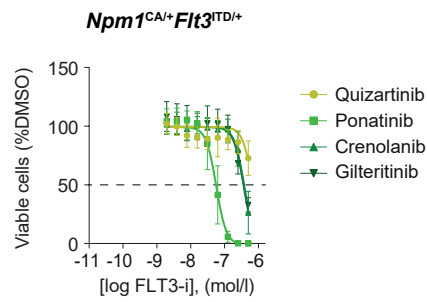 Npm1CA/+Flt3ITD/+
150
100
50
0
Viable cells (%DMSO)
-11 -10 -9 -8 -7 -6
[log FLT3-i], (mol/l)
Quizartinib
Ponatinib
Crenolanib
Gilteritinib